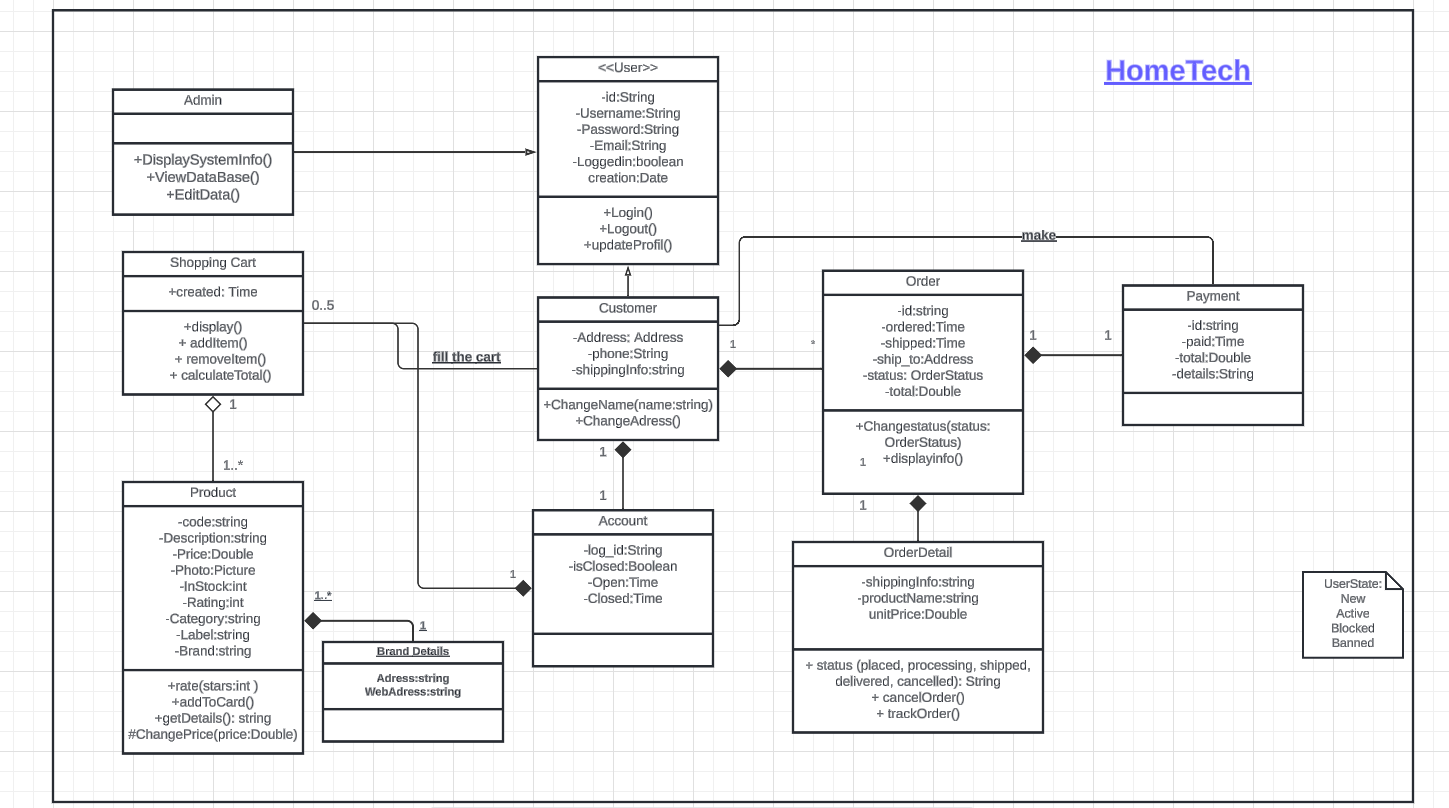 HomeTech
<<User>>
-id:String
-Username:String
-Password:String
-Email:String
-Loggedin:boolean
creation:Date
+Login()
+Logout()
+updateProfil()
Admin
+DisplaySystemInfo()
+ViewDataBase()
+EditData()
Shopping Cart
+created: Time
+display()
+ addItem()
+ removeItem()
+ calculateTotal()
0..5
fill the cart
1
1..*
Customer
-Address: Address
-phone:String
-shippingInfo:string
+ChangeName(name:string)
+ChangeAdress()
make
1
*
Order
-id:string
-ordered:Time
-shipped:Time
-ship_to:Address
-status: OrderStatus
-total:Double
+Changestatus(status:
OrderStatus)
+displayinfo()
1
1
1
Payment
-id:string
-paid:Time
-total:Double
-details:String
1
1
1
Account
-log_id:String
-isClosed:Boolean
-Open:Time
-Closed:Time
1
Product
-code:string
-Description:string
-Price:Double
-Photo:Picture
-InStock:int
-Rating:int
-Category:string
-Label:string
-Brand:string
+rate(stars:int )
+addToCard()
+getDetails(): string
#ChangePrice(price:Double)
1..*
1
Brand Details
Adress:string
WebAdress:string
OrderDetail
-shippingInfo:string
-productName:string
unitPrice:Double
+ status (placed, processing, shipped,
delivered, cancelled): String
+ cancelOrder()
+ trackOrder()
UserState:
New
Active
Blocked
Banned